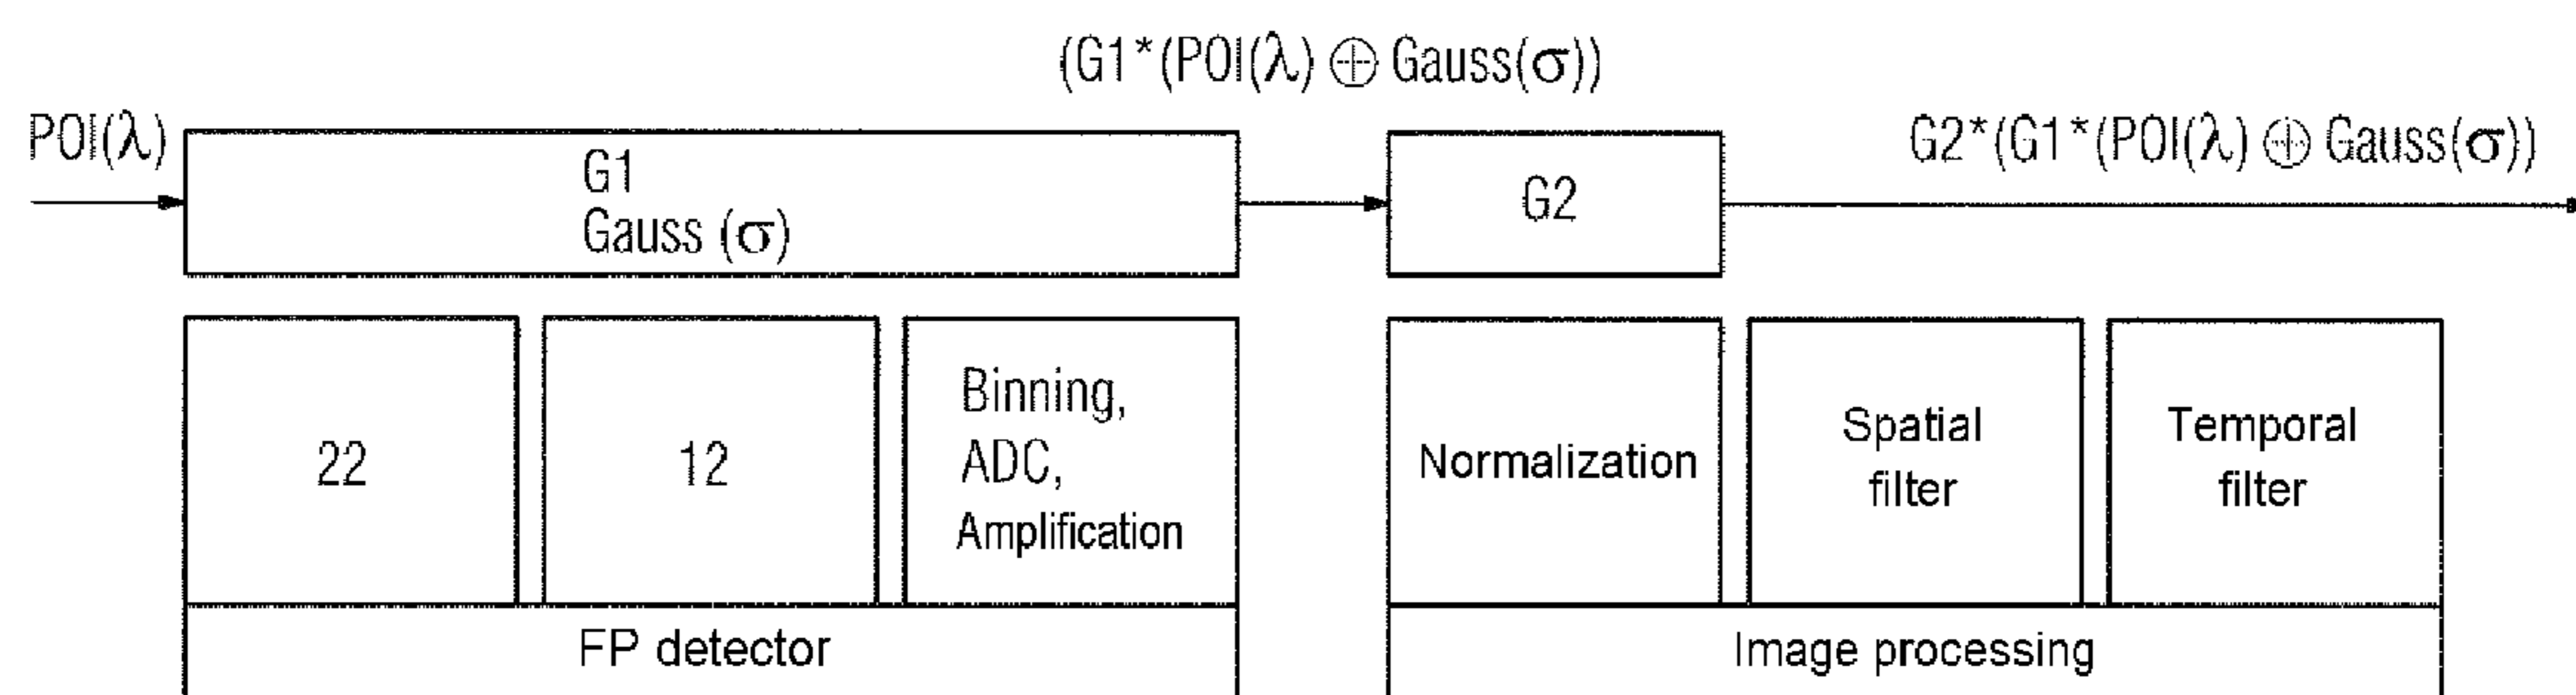 (G1*(POI(λ) ⊕ Gauss(σ))
POI(λ)
G2*(G1*(POI(λ) ⊕ Gauss(σ))
G1
Gauss (σ)
G2
22
12
Binning,
ADC,
Amplification
Normalization
Spatial
filter
Temporal
filter
FP detector
Image processing